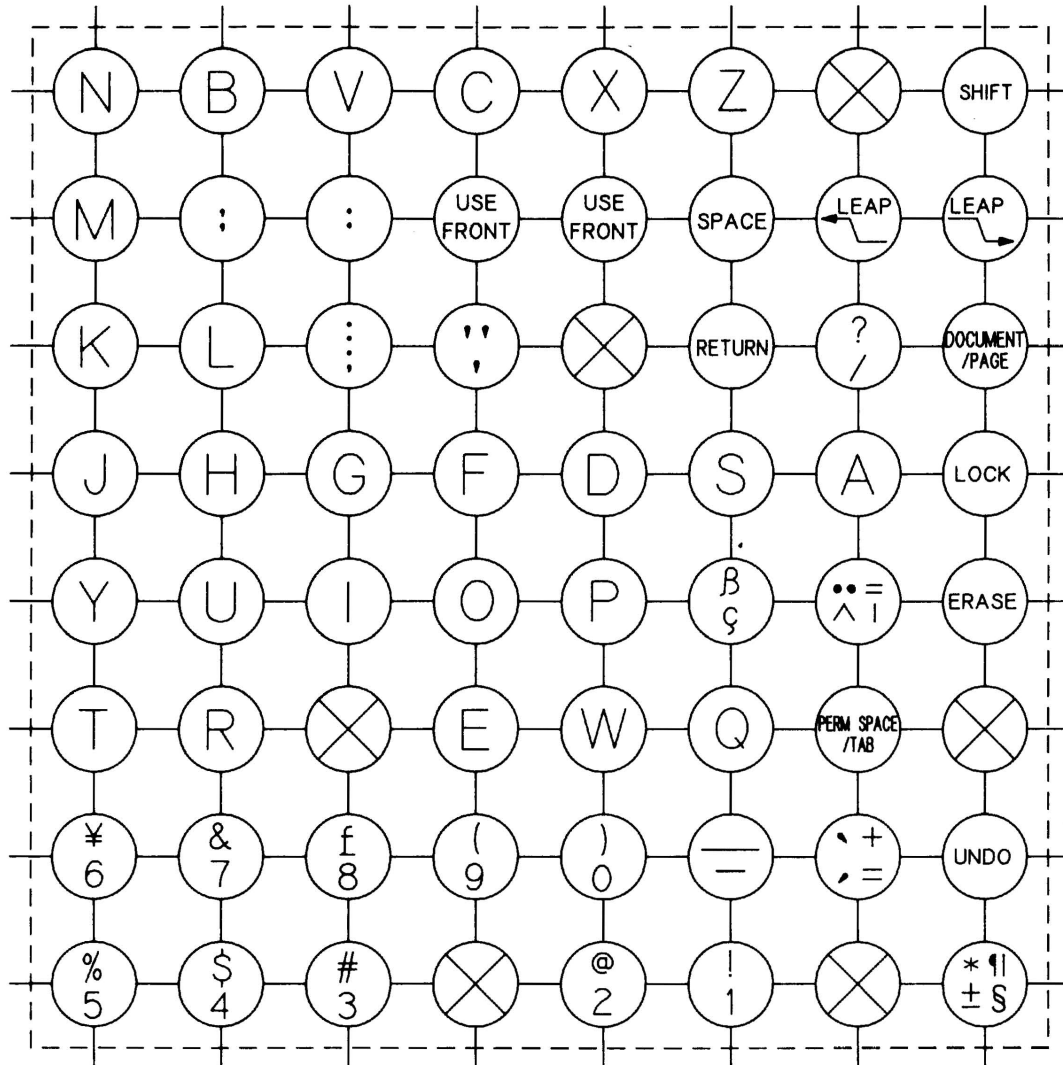 N B V C X Z SHIFT
M ; : USE FRONT USE FRONT SPACE LEAP LEAP
K L : ; " ' RETURN ? / DOCUMENT /PAGE
J H G F D S A LOCK
Y U I O P ß ç ¨ = ^ | ERASE
T R E W Q PERM SPACE /TAB
¥ 6 & 7 £ 8 ( 9 ) 0 — - ` + ´ = UNDO
% 5 $ 4 # 3 @ 2 ! 1 * ¶ ± §